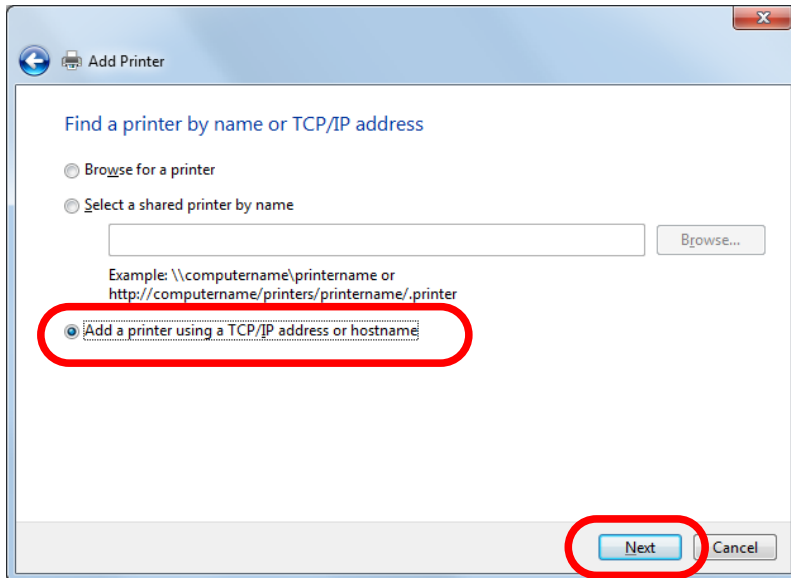 Add Printer
Find a printer by name or TCP/IP address
Browse for a printer
Select a shared printer by name
Browse...
Example: \\computername\printername or
http://computername/printers/printername/.printer
Add a printer using a TCP/IP address or hostname
Next Cancel